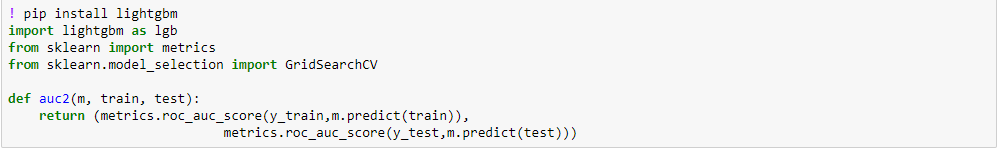 ! pip install lightgbm
import lightgbm as lgb
from sklearn import metrics
from sklearn.model_selection import GridSearchCV
def auc2(m, train, test):
    return (metrics.roc_auc_score(y_train,m.predict(train)),
                            metrics.roc_auc_score(y_test,m.predict(test)))